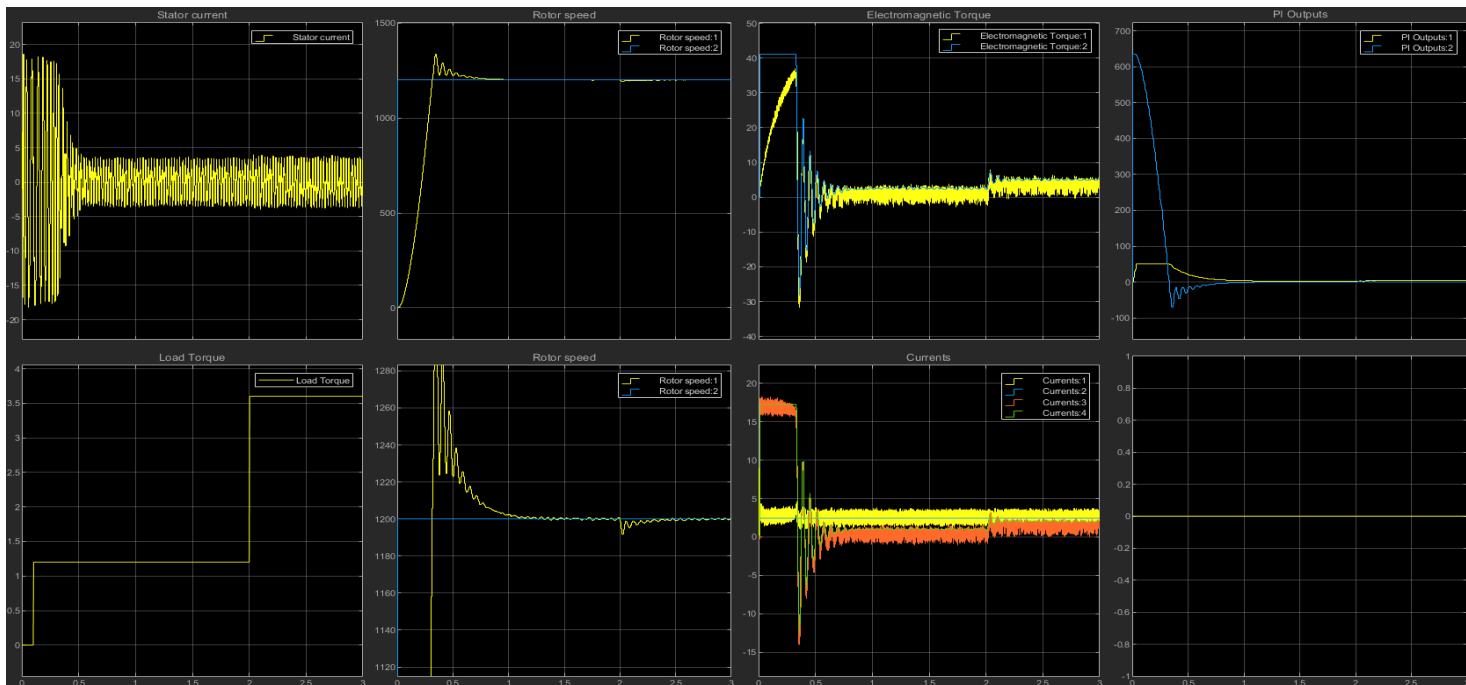 Stator current
20
15
10
5
0
-5
-10
-15
-20
Stator current
Rotor speed
1500
1000
500
0
Rotor speed:1
Rotor speed:2
Electromagnetic Torque
50
40
30
20
10
0
-10
-20
-30
-40
Electromagnetic Torque:1
Electromagnetic Torque:2
PI Outputs
700
600
500
400
300
200
100
0
-100
PI Outputs:1
PI Outputs:2
Load Torque
4
3.5
3
2.5
2
1.5
1
0.5
0
Load Torque
0 0.5 1 1.5 2 2.5 3
Rotor speed
1280
1260
1240
1220
1200
1180
1160
1140
1120
Rotor speed:1
Rotor speed:2
0 0.5 1 1.5 2 2.5 3
Currents
20
15
10
5
0
-5
-10
-15
Currents:1
Currents:2
Currents:3
Currents:4
0 0.5 1 1.5 2 2.5 3
1
0.8
0.6
0.4
0.2
0
-0.2
-0.4
-0.6
-0.8
-1
0 0.5 1 1.5 2 2.5 3